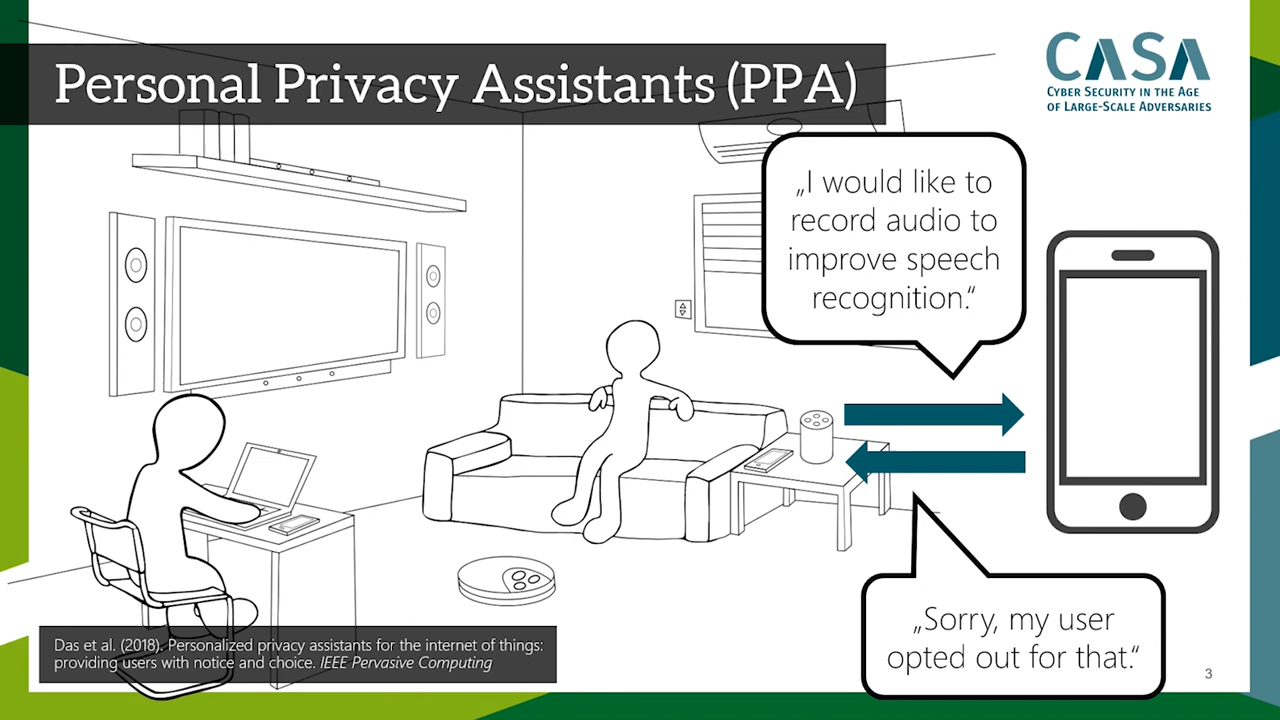 Personal Privacy Assistants (PPA)
CASA
CYBER SECURITY IN THE AGE
OF LARGE-SCALE ADVERSARIES
„I would like to
record audio to
improve speech
recognition.“
„Sorry, my user
opted out for that.“
Das et al. (2018). Personalized privacy assistants for the internet of things:
providing users with notice and choice. IEEE Pervasive Computing
3